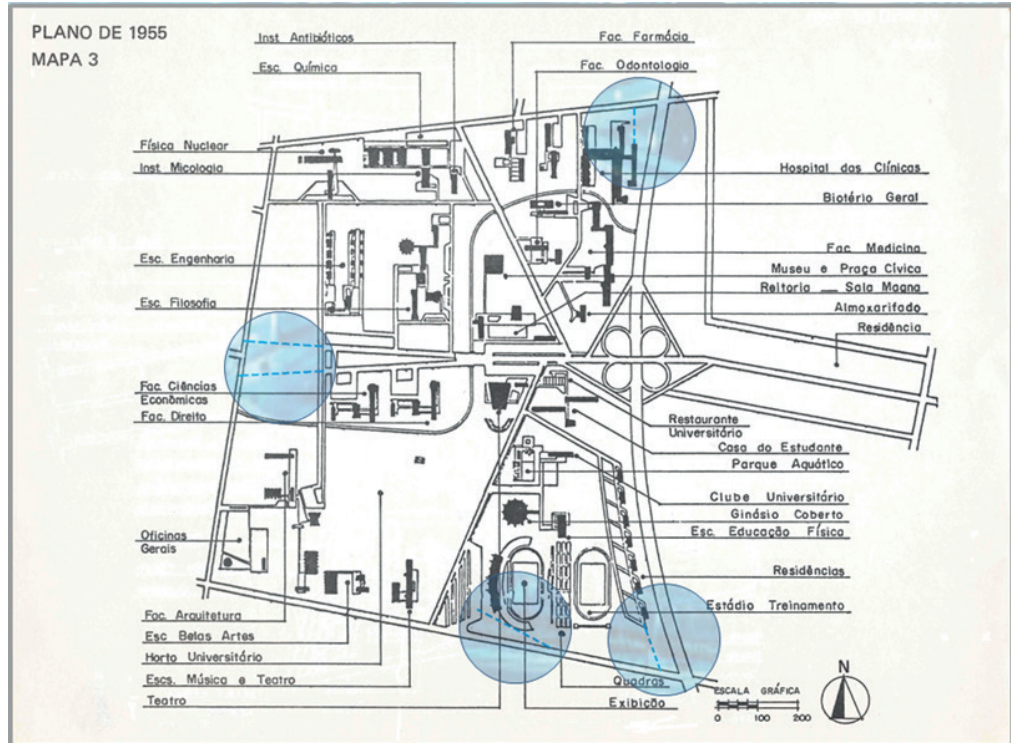 PLANO DE 1955
MAPA 3
Inst Antibióticos
Esc. Química
Física Nuclear
Inst Micologia
Esc. Engenharia
Esc. Filosofia
Fac. Ciências
Econômicas
Fac. Direito
Oficinas
Gerais
Fac. Arquitetura
Esc Belas Artes
Horto Universitário
Escs. Música e Teatro
Teatro
Fac. Farmácia
Fac. Odontologia
Hospital das Clínicas
Biotério Geral
Fac. Medicina
Museu e Praça Cívica
Reitoria — Sala Magna
Almoxarifado
Residência
Restaurante
Universitário
Casa do Estudante
Parque Aquático
Clube Universitário
Ginásio Coberto
Esc. Educação Física
Residências
Estádio Treinamento
Quadras
Exibição
N
ESCALA GRÁFICA
0 100 200